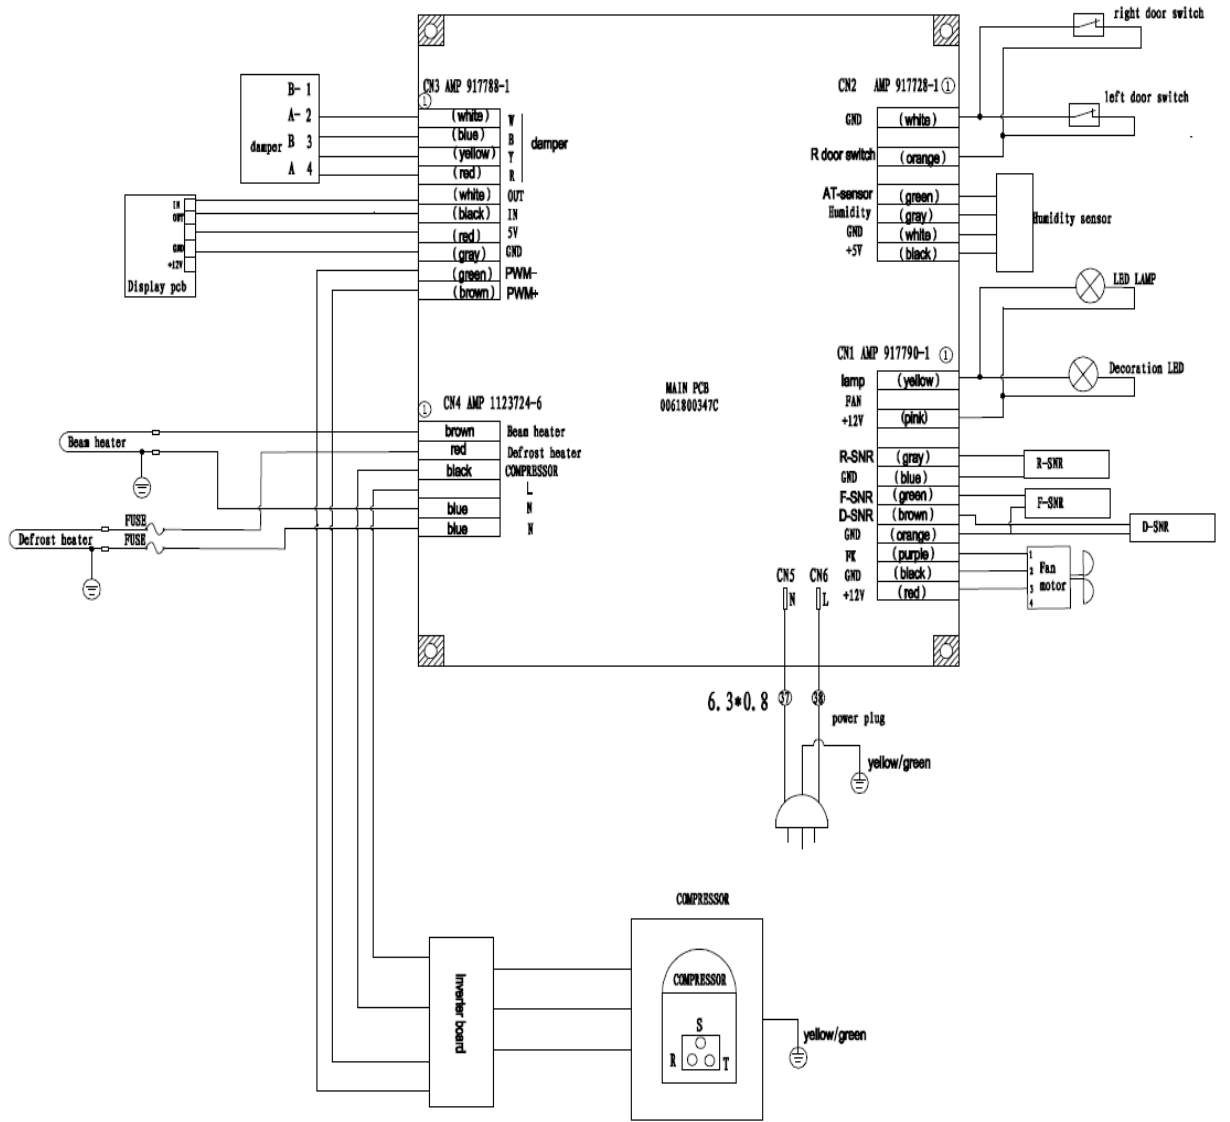 right door switch
left door switch
CN3 AMP 917788-1
①
CN2 AMP 917728-1 ①
B- 1
A- 2
damper B 3
A 4
(white) W
(blue) B
(yellow) Y
(red) R
damper
(white) OUT
(black) IN
(red) 5V
(gray) GND
(green) PWM-
(brown) PWM+
IN
OUT
GND
+12V
Display pcb
GND (white)
R door switch (orange)
AT-sensor (green)
Humidity (gray)
GND (white)
+5V (black)
Humidity sensor
LED LAMP
Decoration LED
MAIN PCB
0061800347C
CN1 AMP 917790-1 ①
lamp (yellow)
FAN
+12V (pink)
R-SNR (gray)
GND (blue)
F-SNR (green)
D-SNR (brown)
GND (orange)
FK (purple)
GND (black)
+12V (red)
R-SNR
F-SNR
D-SNR
1
2
3
4
Fan
motor
CN4 AMP 1123724-6
①
brown Beam heater
red Defrost heater
black COMPRESSOR
L
blue N
blue N
Beam heater
FUSE
FUSE
Defrost heater
CN5 CN6
N L
6.3*0.8 37 38
power plug
yellow/green
COMPRESSOR
COMPRESSOR
S
R T
Inverter board
yellow/green